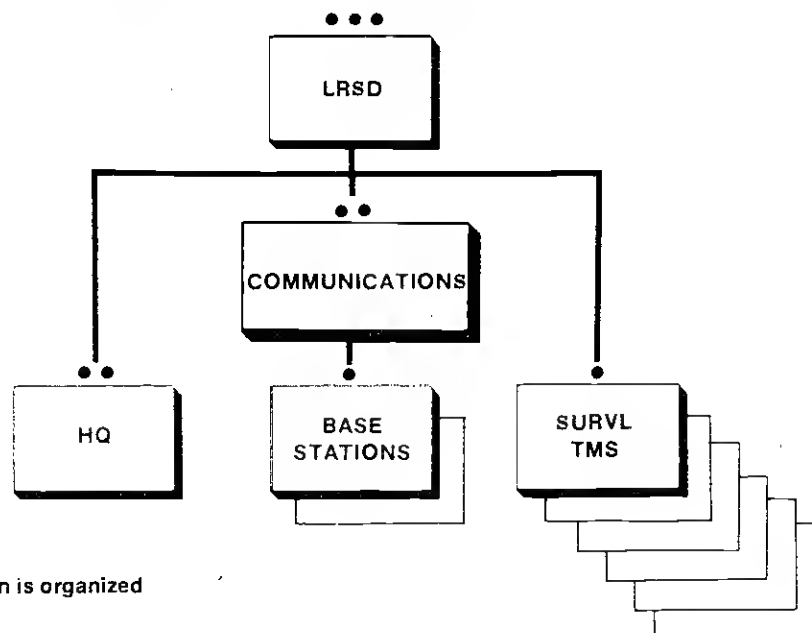 LRSD
COMMUNICATIONS
HQ
BASE
STATIONS
SURVL
TMS
is organized